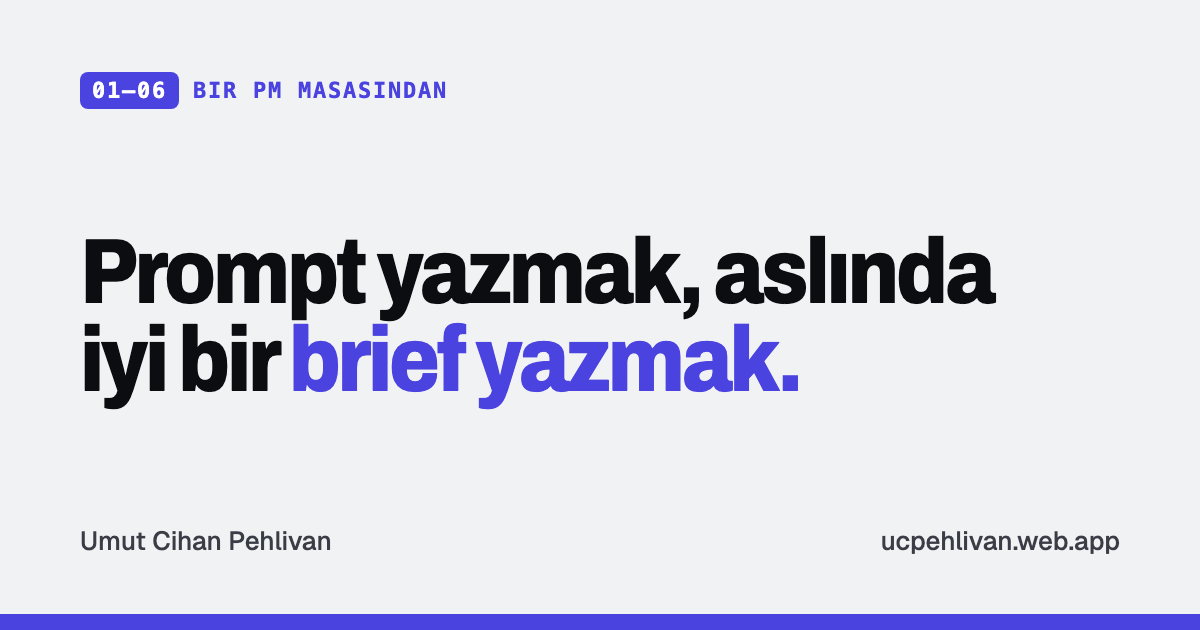 01—06 BIR PM MASASINDAN
Prompt yazmak, aslında
iyi bir brief yazmak.
Umut Cihan Pehlivan
ucpehlivan.web.app